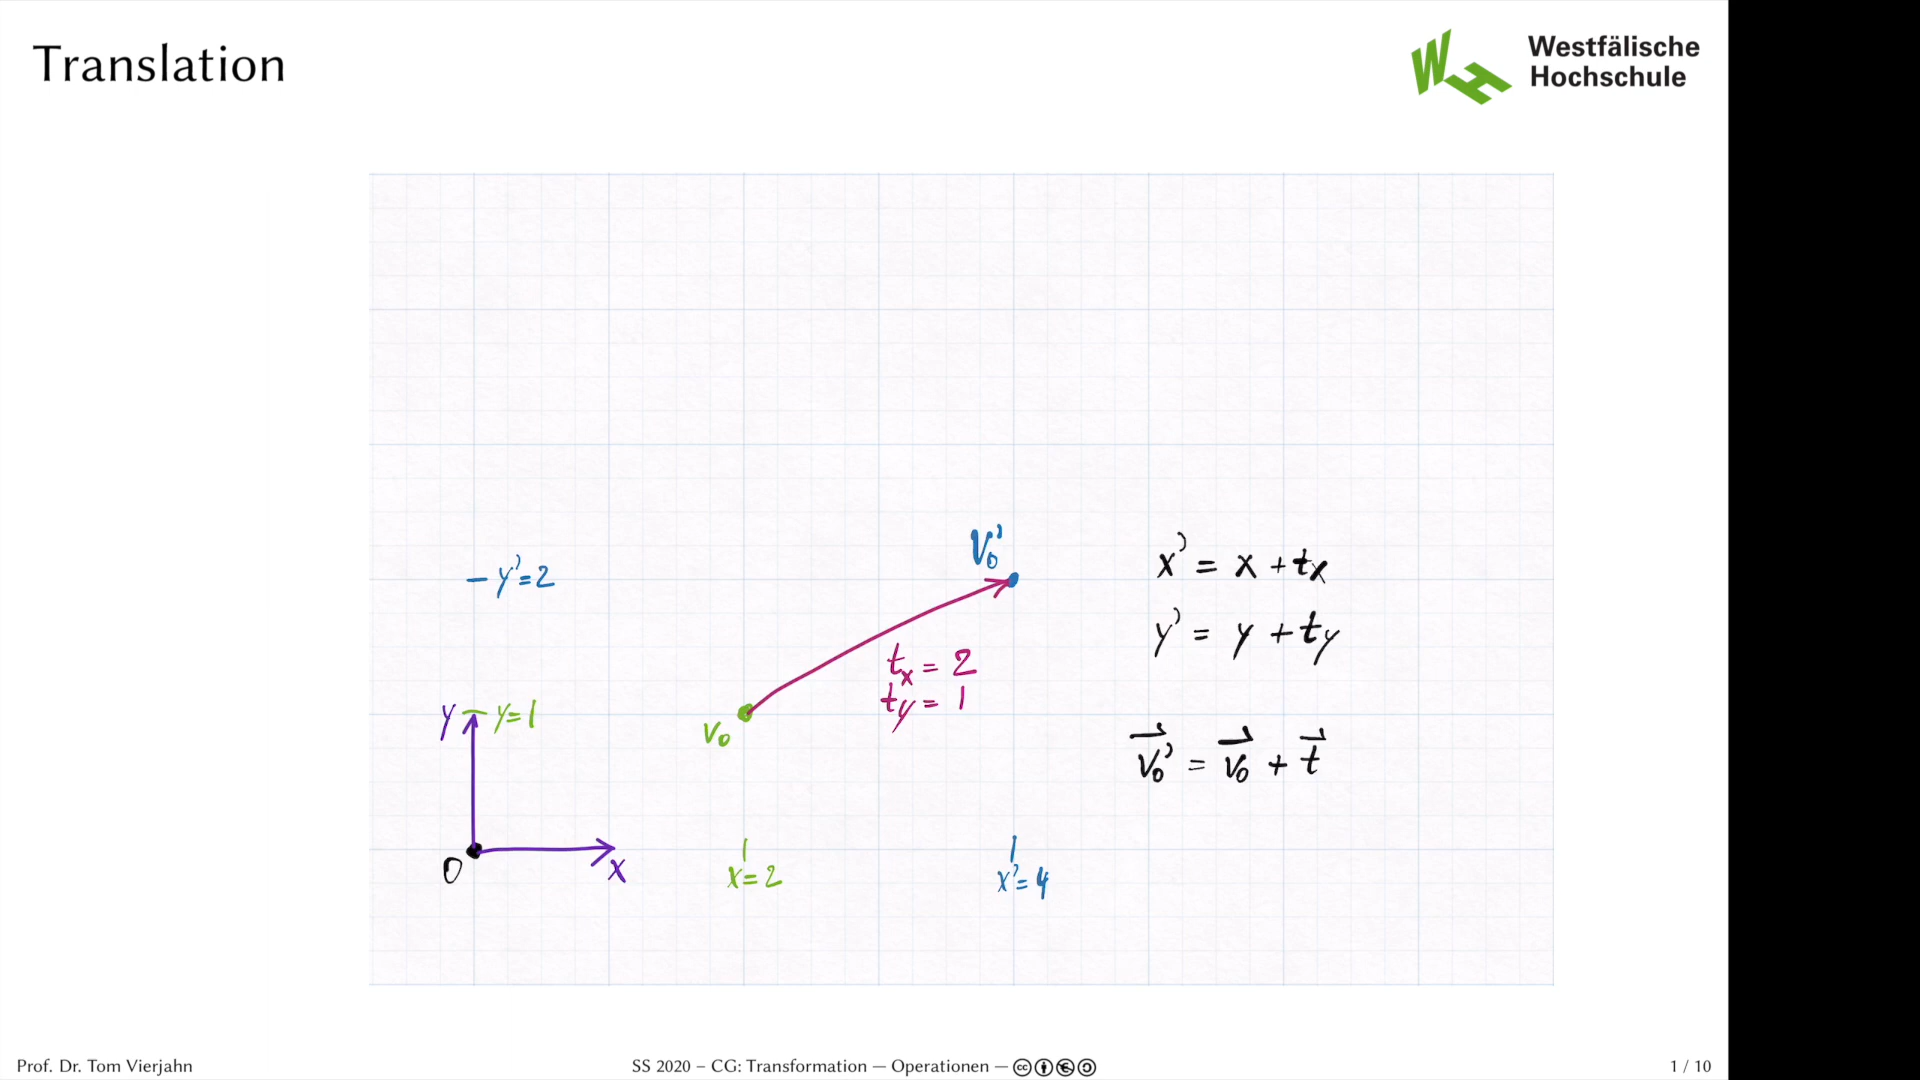 Translation
Westfälische
Hochschule
V₀'
x' = x + tx
– y' = 2
y' = y + ty
tx = 2
ty = 1
y – y = 1
v₀
v₀' = v₀ + t
O
x
x = 2
x' = 4
Prof. Dr. Tom Vierjahn
SS 2020 – CG: Transformation — Operationen —
1 / 10